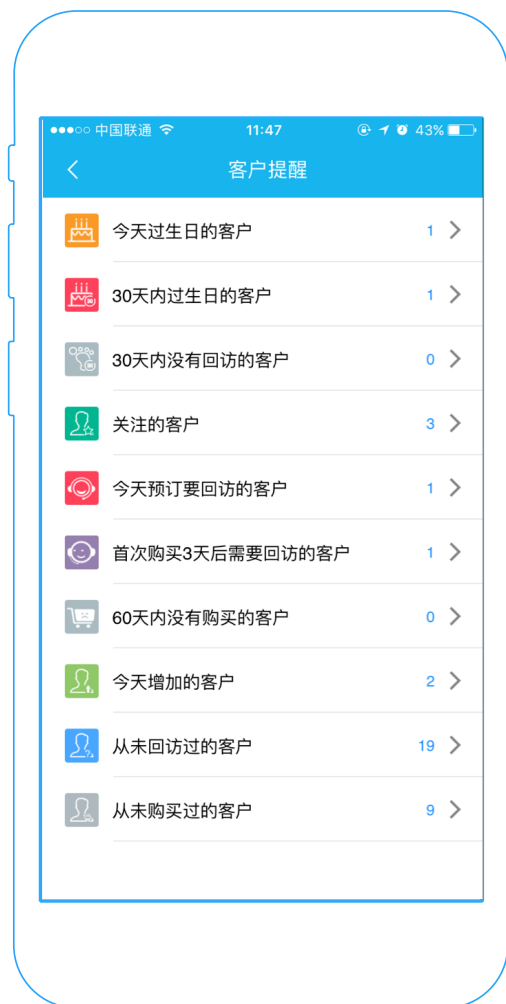 中国联通 11:47 43%
客户提醒
今天过生日的客户 1
30天内过生日的客户 1
30天内没有回访的客户 0
关注的客户 3
今天预订要回访的客户 1
首次购买3天后需要回访的客户 1
60天内没有购买的客户 0
今天增加的客户 2
从未回访过的客户 19
从未购买过的客户 9